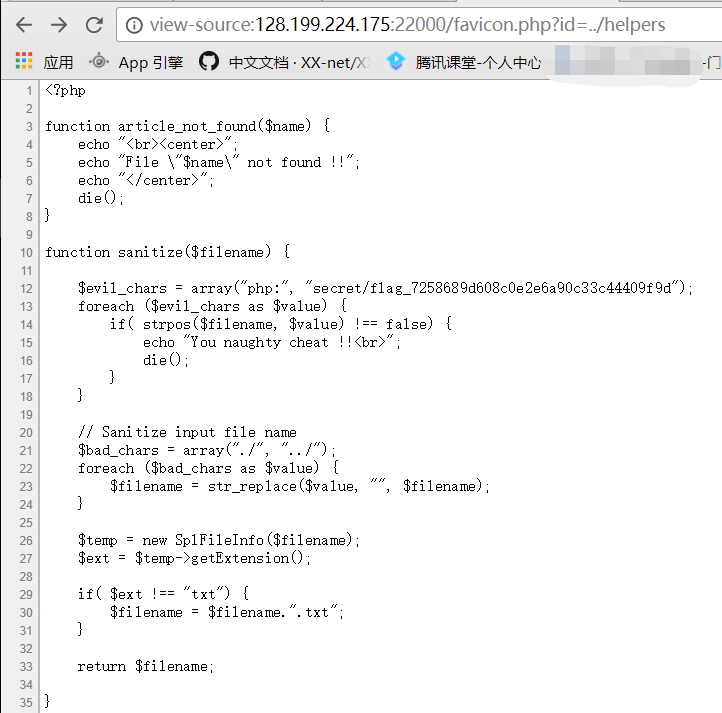 view-source:128.199.224.175:22000/favicon.php?id=../helpers
应用 App 引擎 中文文档 · XX-net/X 腾讯课堂-个人中心 -门
1 <?php
2
3 function article_not_found($name) {
4     echo "<br><center>";
5     echo "File \"$name\" not found !!";
6     echo "</center>";
7     die();
8 }
9
10 function sanitize($filename) {
11
12     $evil_chars = array("php:", "secret/flag_7258689d608c0e2e6a90c33c44409f9d");
13     foreach ($evil_chars as $value) {
14         if( strpos($filename, $value) !== false) {
15             echo "You naughty cheat !!<br>";
16             die();
17         }
18     }
19
20     // Sanitize input file name
21     $bad_chars = array("./", "../");
22     foreach ($bad_chars as $value) {
23         $filename = str_replace($value, "", $filename);
24     }
25
26     $temp = new SplFileInfo($filename);
27     $ext = $temp->getExtension();
28
29     if( $ext !== "txt") {
30         $filename = $filename.".txt";
31     }
32
33     return $filename;
34
35 }